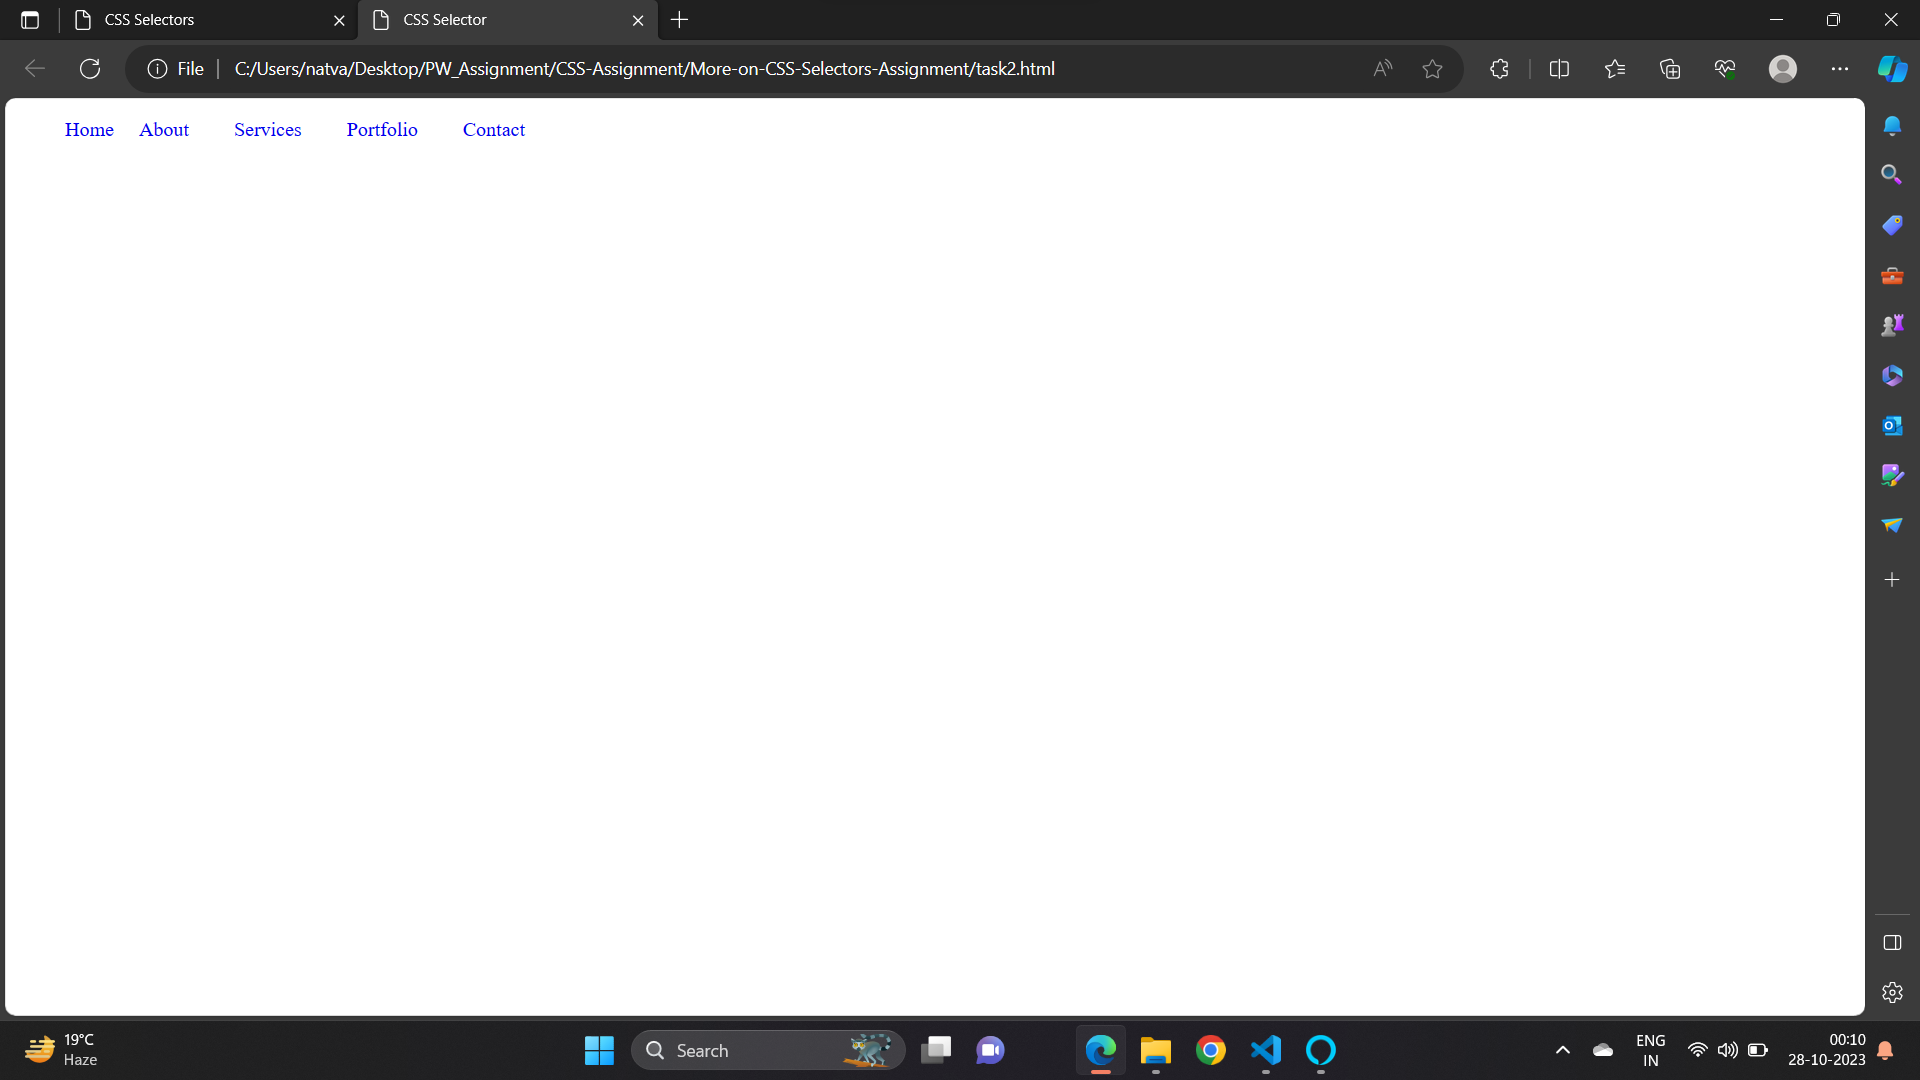 CSS Selectors
CSS Selector
File
C:/Users/natva/Desktop/PW_Assignment/CSS-Assignment/More-on-CSS-Selectors-Assignment/task2.html
Home About Services Portfolio Contact
19°C
Haze
Search
ENG
IN
00:10
28-10-2023